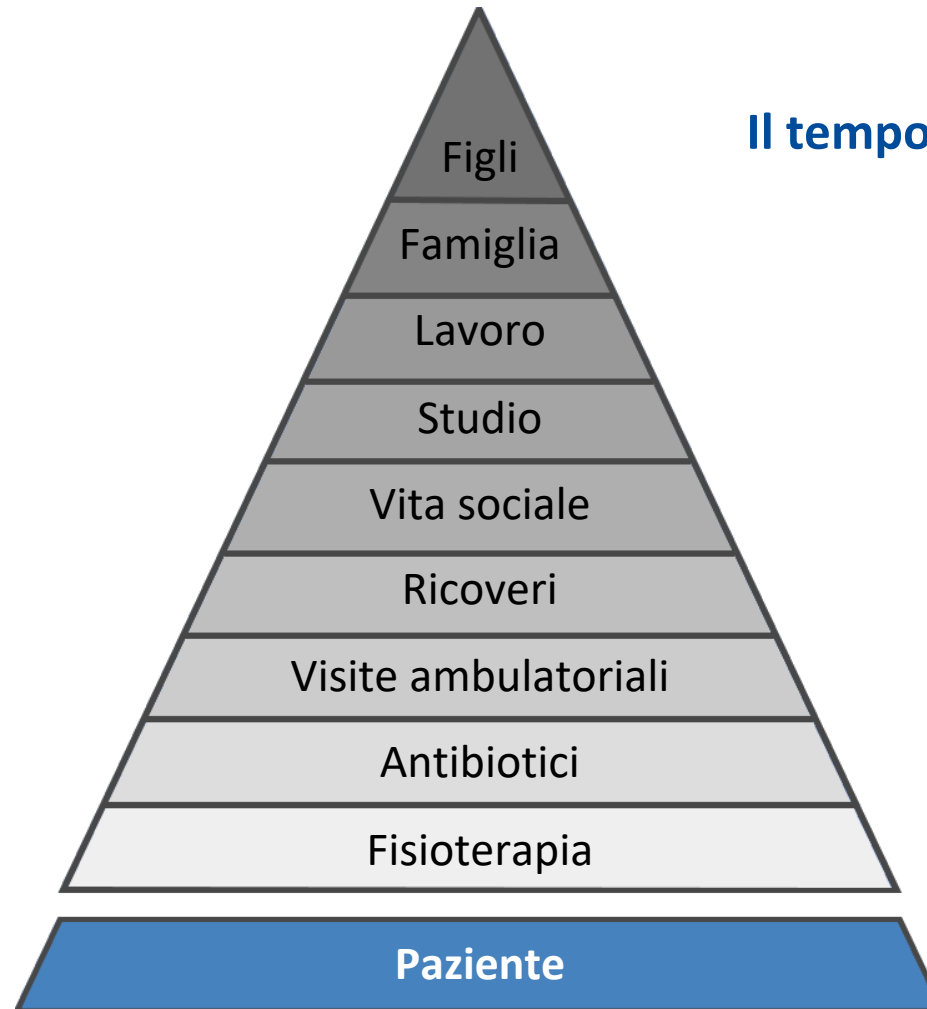 Il tempo
Figli
Famiglia
Lavoro
Studio
Vita sociale
Ricoveri
Visite ambulatoriali
Antibiotici
Fisioterapia
Paziente